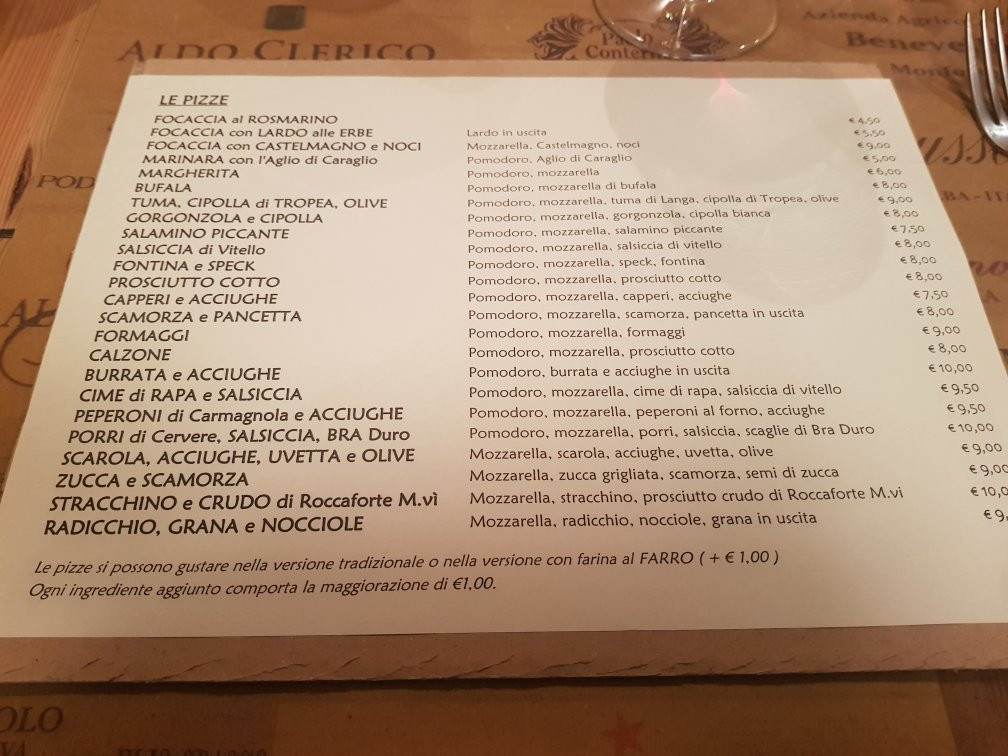 ALDO CLERICO
Paolo
Azienda
LE PIZZE
FOCACCIA al ROSMARINO € 4,50
FOCACCIA con LARDO alle ERBE Lardo in uscita € 5,50
FOCACCIA con CASTELMAGNO e NOCI Mozzarella, Castelmagno, noci € 9,00
MARINARA con l'Aglio di Caraglio Pomodoro, Aglio di Caraglio € 5,00
MARGHERITA Pomodoro, mozzarella € 6,00
BUFALA Pomodoro, mozzarella di bufala € 8,00
TUMA, CIPOLLA di TROPEA, OLIVE Pomodoro, mozzarella, tuma di Langa, cipolla di Tropea, olive € 9,00
GORGONZOLA e CIPOLLA Pomodoro, mozzarella, gorgonzola, cipolla bianca € 8,00
SALAMINO PICCANTE Pomodoro, mozzarella, salamino piccante € 7,50
SALSICCIA di Vitello Pomodoro, mozzarella, salsiccia di vitello € 8,00
FONTINA e SPECK Pomodoro, mozzarella, speck, fontina € 8,00
PROSCIUTTO COTTO Pomodoro, mozzarella, prosciutto cotto € 8,00
CAPPERI e ACCIUGHE Pomodoro, mozzarella, capperi, acciughe € 7,50
SCAMORZA e PANCETTA Pomodoro, mozzarella, scamorza, pancetta in uscita € 8,00
FORMAGGI Pomodoro, mozzarella, formaggi € 9,00
CALZONE Pomodoro, mozzarella, prosciutto cotto € 8,00
BURRATA e ACCIUGHE Pomodoro, burrata e acciughe in uscita € 10,00
CIME di RAPA e SALSICCIA Pomodoro, mozzarella, cime di rapa, salsiccia di vitello € 9,50
PEPERONI di Carmagnola e ACCIUGHE Pomodoro, mozzarella, peperoni al forno, acciughe € 9,50
PORRI di Cervere, SALSICCIA, BRA Duro Pomodoro, mozzarella, porri, salsiccia, scaglie di Bra Duro € 10,00
SCAROLA, ACCIUGHE, UVETTA e OLIVE Mozzarella, scarola, acciughe, uvetta, olive € 9,00
ZUCCA e SCAMORZA Mozzarella, zucca grigliata, scamorza, semi di zucca € 9,00
STRACCHINO e CRUDO di Roccaforte M.vì Mozzarella, stracchino, prosciutto crudo di Roccaforte M.vi € 10,0
RADICCHIO, GRANA e NOCCIOLE Mozzarella, radicchio, nocciole, grana in uscita € 9,
Le pizze si possono gustare nella versione tradizionale o nella versione con farina al FARRO ( + € 1,00 )
Ogni ingrediente aggiunto comporta la maggiorazione di €1,00.